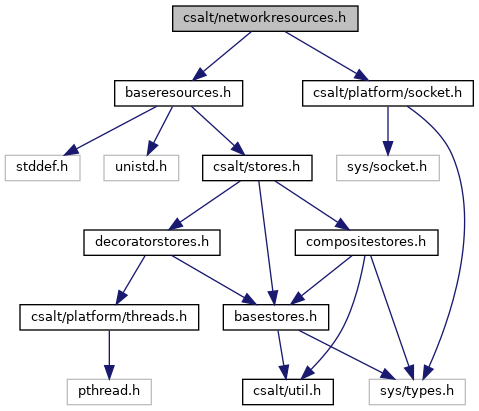 csalt/networkresources.h
baseresources.h
csalt/platform/socket.h
stddef.h
unistd.h
csalt/stores.h
sys/socket.h
decoratorstores.h
compositestores.h
csalt/platform/threads.h
basestores.h
pthread.h
csalt/util.h
sys/types.h